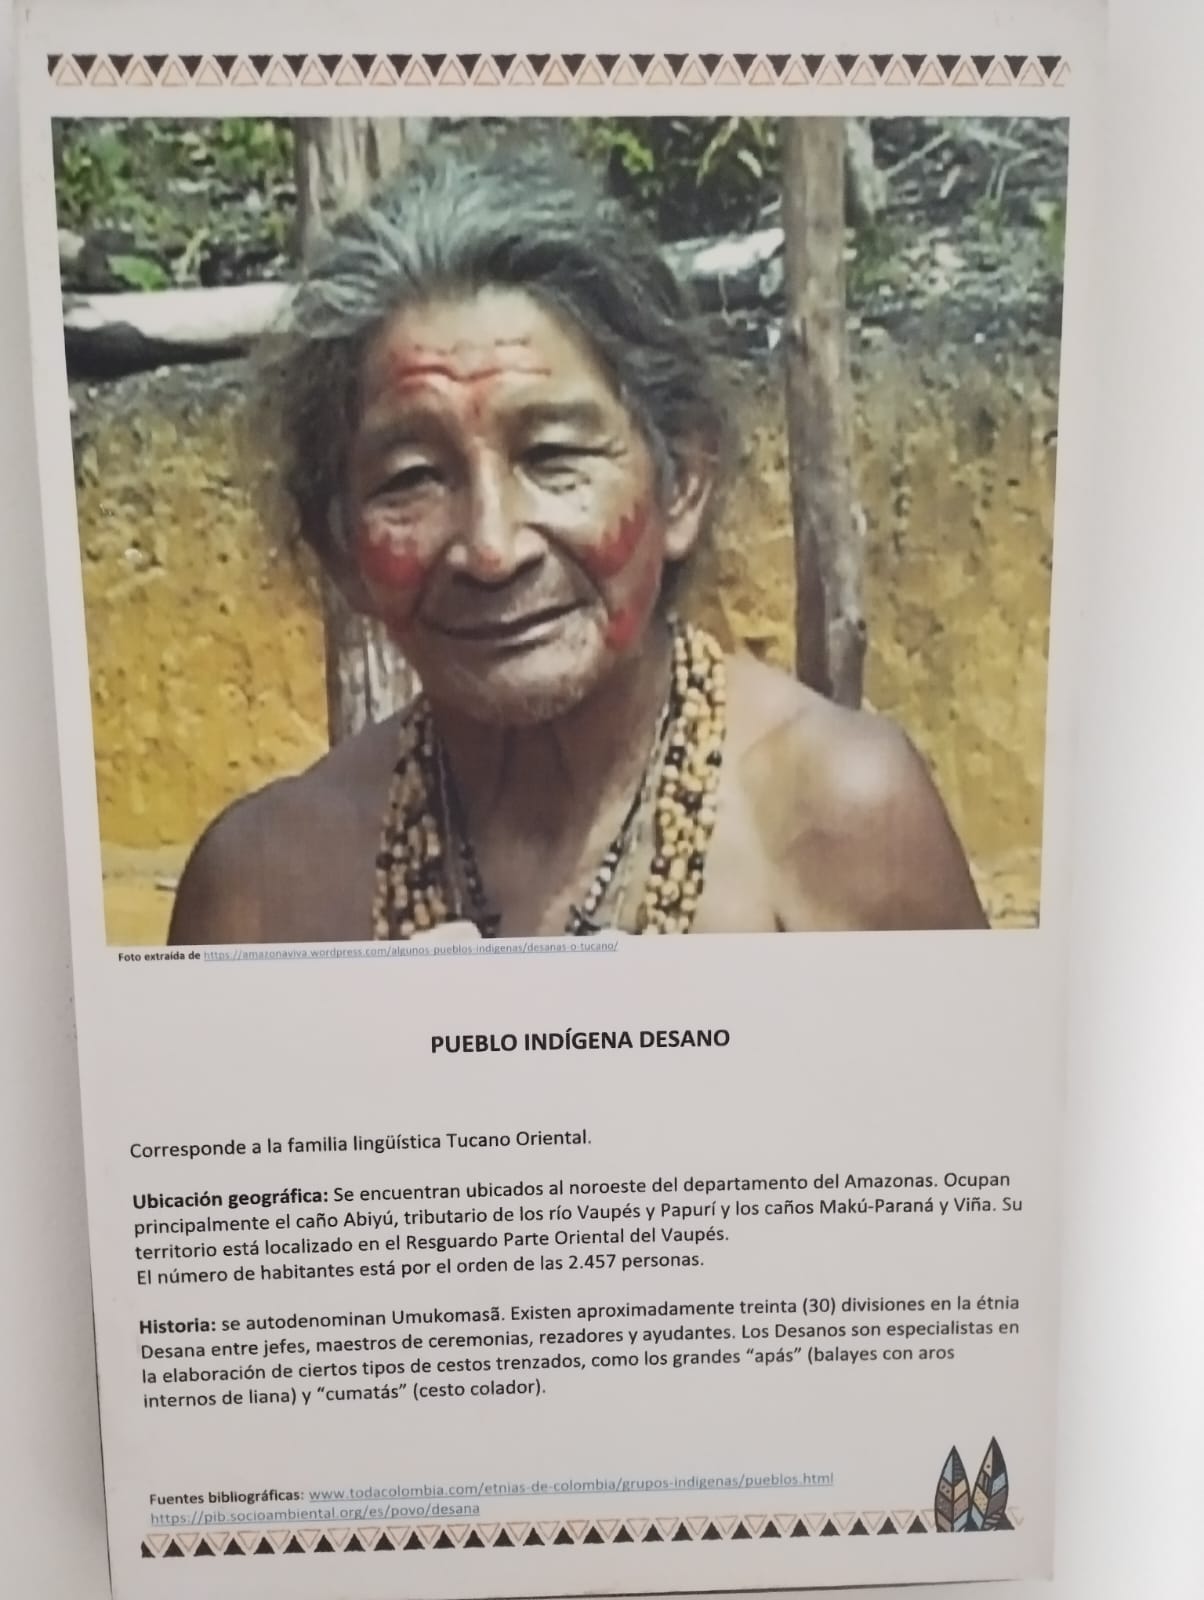 Foto extraída de https://amazonaviva.wordpress.com/algunos-pueblos-indigenas/desanas-o-tucano/
PUEBLO INDÍGENA DESANO
Corresponde a la familia lingüística Tucano Oriental.
Ubicación geográfica: Se encuentran ubicados al noroeste del departamento del Amazonas. Ocupan
principalmente el caño Abiyú, tributario de los río Vaupés y Papurí y los caños Makú-Paraná y Viña. Su
territorio está localizado en el Resguardo Parte Oriental del Vaupés.
El número de habitantes está por el orden de las 2.457 personas.
Historia: se autodenominan Umukomasã. Existen aproximadamente treinta (30) divisiones en la étnia
Desana entre jefes, maestros de ceremonias, rezadores y ayudantes. Los Desanos son especialistas en
la elaboración de ciertos tipos de cestos trenzados, como los grandes “apás” (balayes con aros
internos de liana) y “cumatás” (cesto colador).
Fuentes bibliográficas: www.todacolombia.com/etnias-de-colombia/grupos-indigenas/pueblos.html
https://pib.socioambiental.org/es/povo/desana